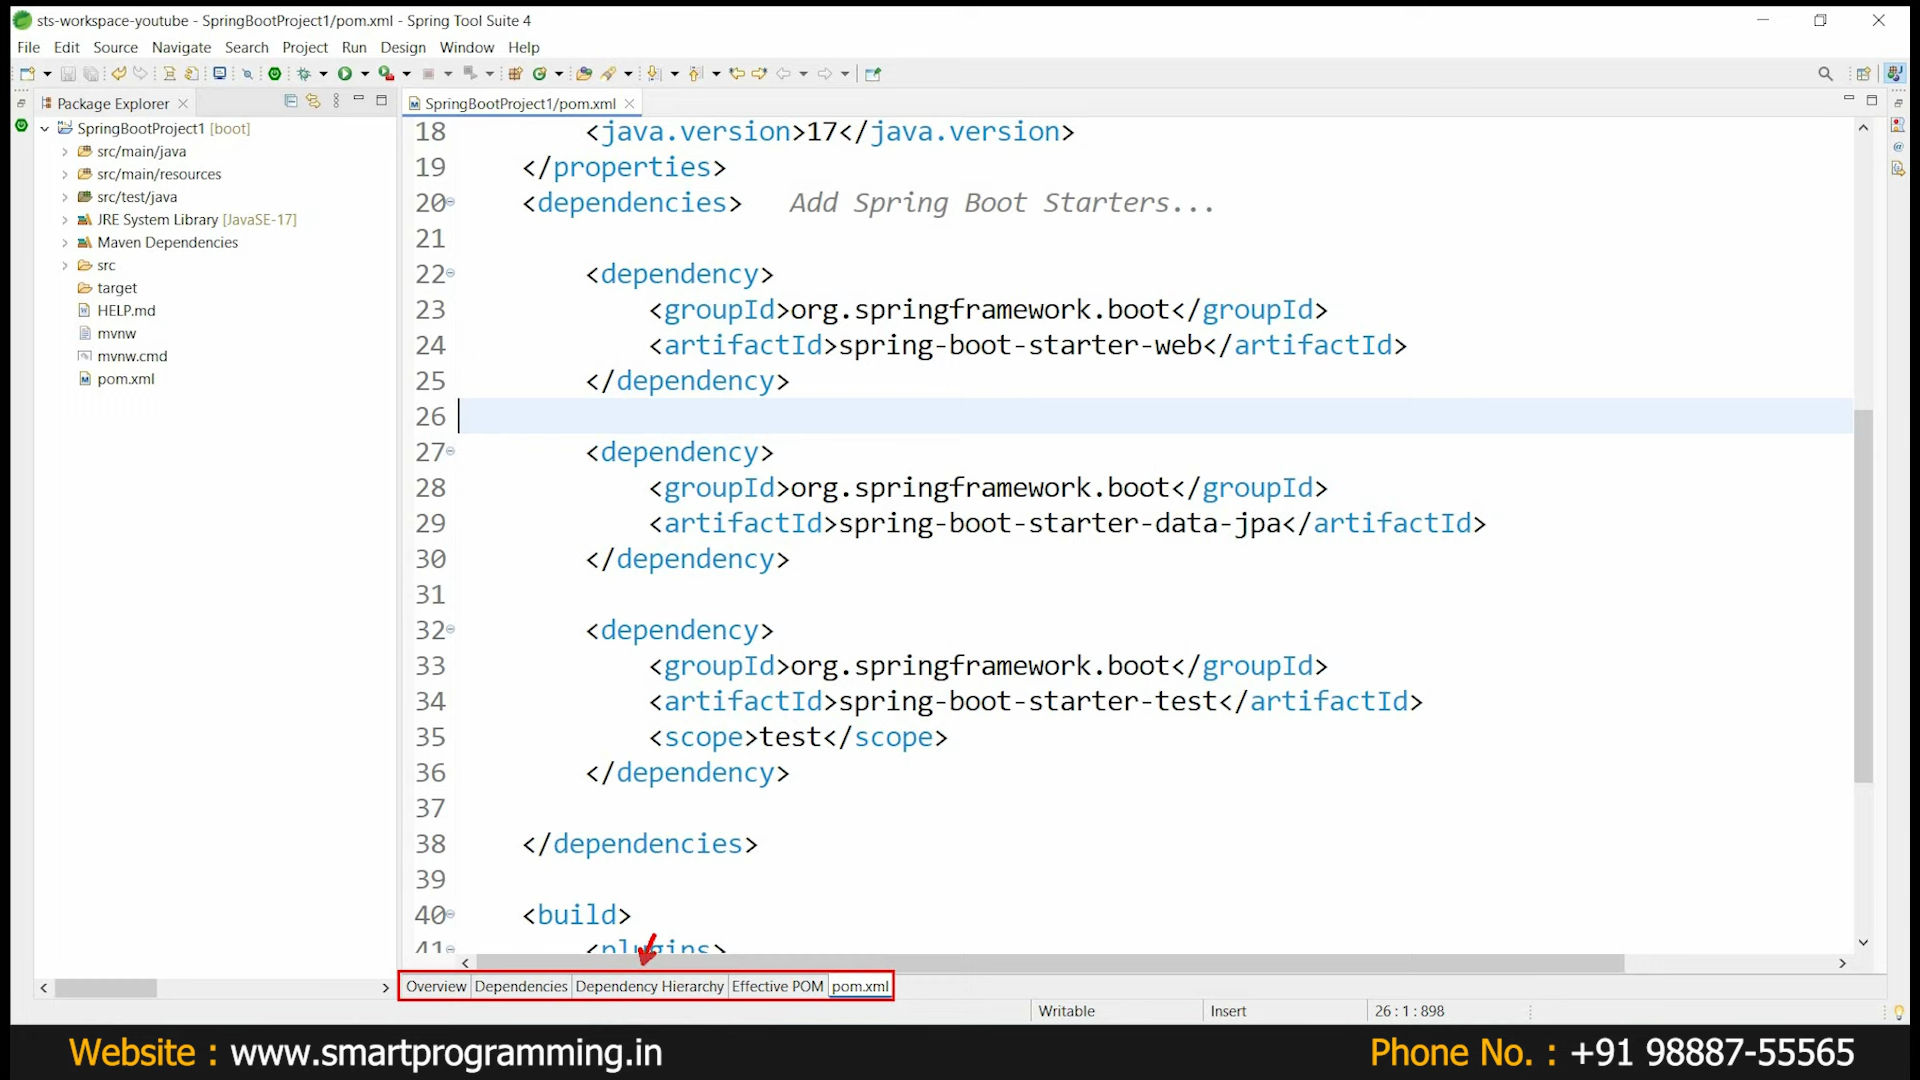 sts-workspace-youtube - SpringBootProject1/pom.xml - Spring Tool Suite 4
File Edit Source Navigate Search Project Run Design Window Help
Package Explorer
SpringBootProject1 [boot]
src/main/java
src/main/resources
src/test/java
JRE System Library [JavaSE-17]
Maven Dependencies
src
target
HELP.md
mvnw
mvnw.cmd
pom.xml
SpringBootProject1/pom.xml
18 <java.version>17</java.version>
19 </properties>
20 <dependencies> Add Spring Boot Starters...
21
22 <dependency>
23 <groupId>org.springframework.boot</groupId>
24 <artifactId>spring-boot-starter-web</artifactId>
25 </dependency>
26
27 <dependency>
28 <groupId>org.springframework.boot</groupId>
29 <artifactId>spring-boot-starter-data-jpa</artifactId>
30 </dependency>
31
32 <dependency>
33 <groupId>org.springframework.boot</groupId>
34 <artifactId>spring-boot-starter-test</artifactId>
35 <scope>test</scope>
36 </dependency>
37
38 </dependencies>
39
40 <build>
41 <plugins>
Overview Dependencies Dependency Hierarchy Effective POM pom.xml
Writable Insert 26 : 1 : 898
Website : www.smartprogramming.in Phone No. : +91 98887-55565